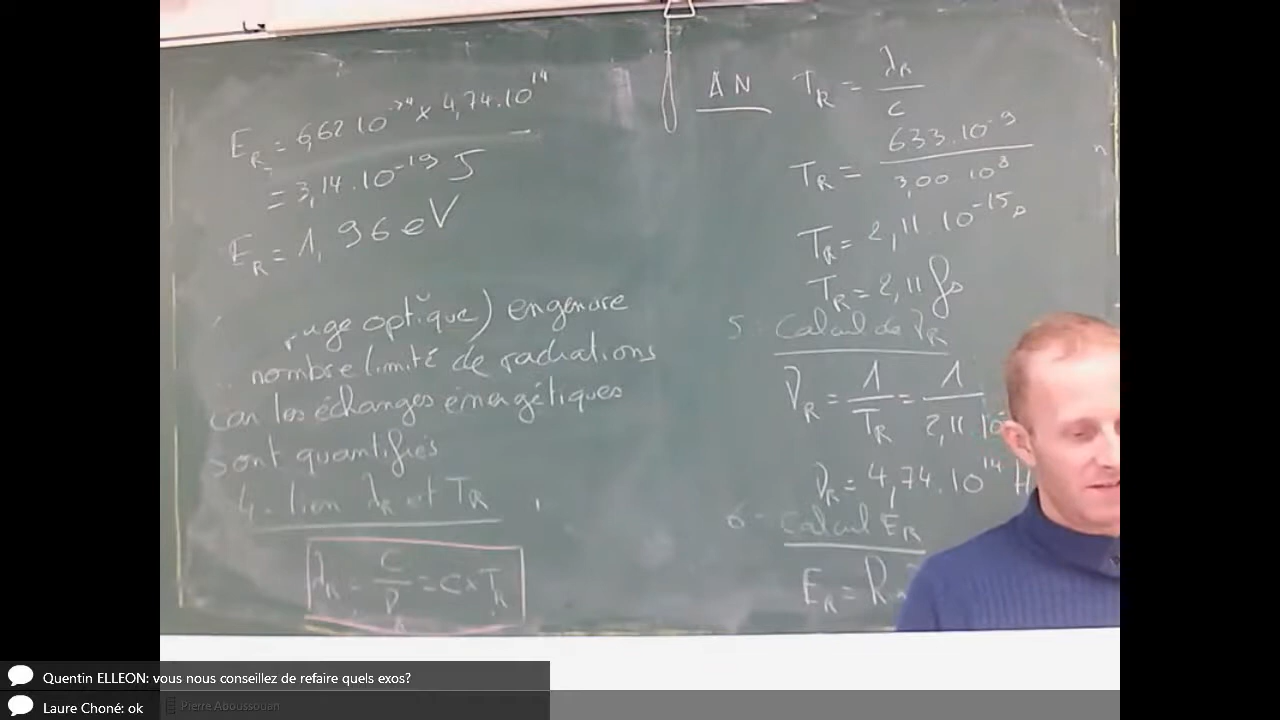 E_R = 6,62 10^-34 × 4,74.10^14
= 3,14.10^-19 J
E_R = 1,96 eV
uge optique) engendre
nombre limité de radiations
car les échanges énergétiques
sont quantifiés
4 - lien λ_R et T_R
λ_R = C/ν_R = C × T_R
AN T_R = λ_R/c
T_R = 633.10^-9/3,00.10^8
T_R = 2,11.10^-15 s
T_R = 2,11 fs
5 - Calcul de ν_R
ν_R = 1/T_R = 1/2,11.10
ν_R = 4,74.10^14 H
6 - Calcul E_R
E_R = h
Quentin ELLEON: vous nous conseillez de refaire quels exos?
Laure Choné: ok
Pierre Aboussouan